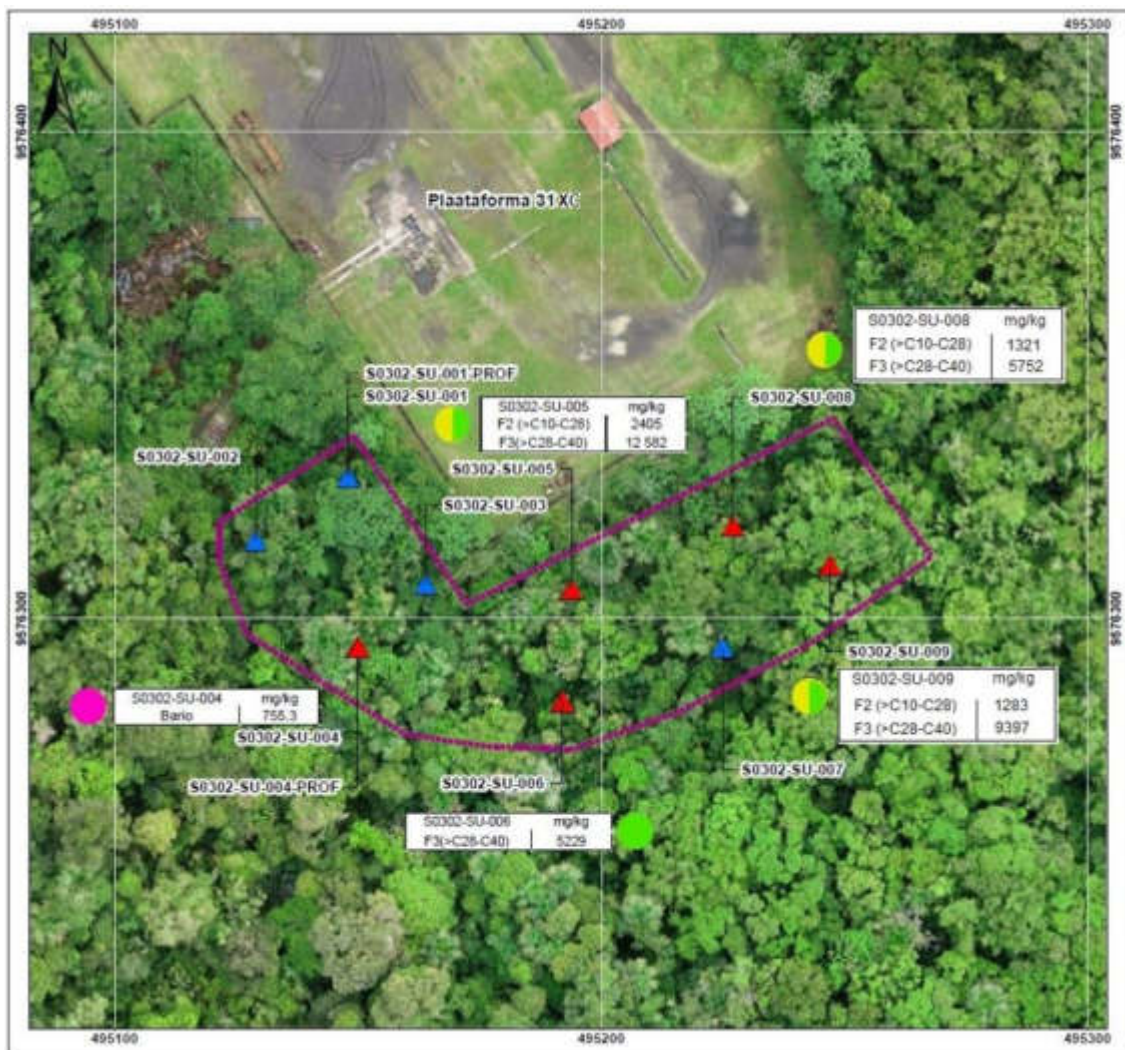 495100 495200 495300
N
9576400 9576400
Plaataforma 31 XC
S0302-SU-008 mg/kg
F2 (>C10-C28) 1321
F3 (>C28-C40) 5752
S0302-SU-001-PROF
S0302-SU-001
S0302-SU-008
S0302-SU-005 mg/kg
F2 (>C10-C28) 2405
F3(>C28-C40) 12 582
S0302-SU-002
S0302-SU-005
S0302-SU-003
9576300 9576300
S0302-SU-009
S0302-SU-009 mg/kg
F2 (>C10-C28) 1283
F3 (>C28-C40) 9397
S0302-SU-004 mg/kg
Bario 755.3
S0302-SU-004
S0302-SU-007
S0302-SU-004-PROF
S0302-SU-006
S0302-SU-006 mg/kg
F3(>C28-C40) 5229
495100 495200 495300